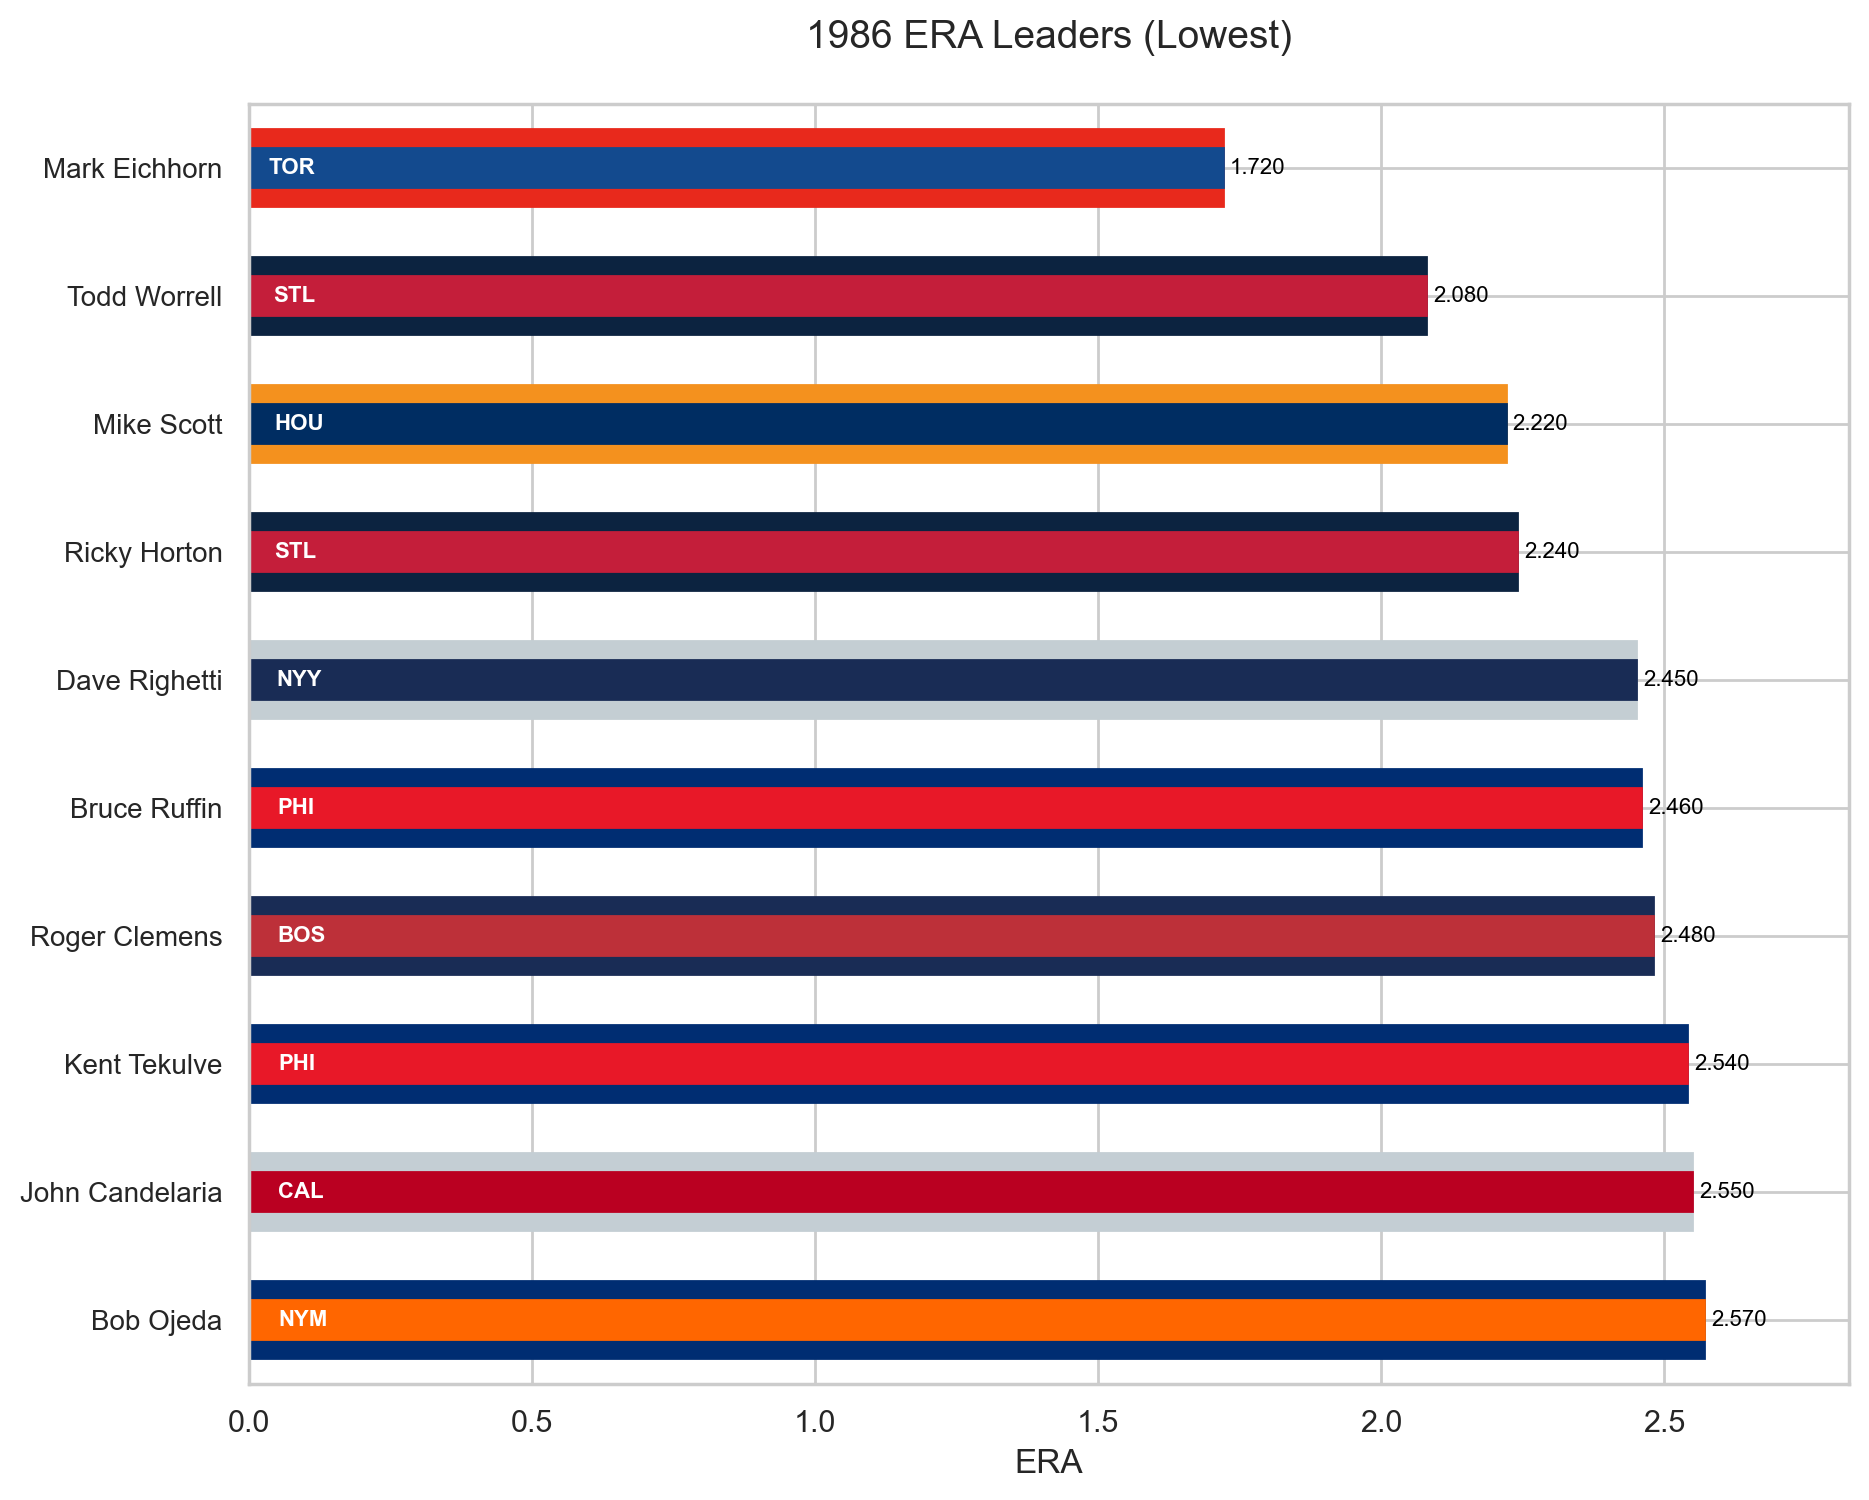 1986 ERA Leaders (Lowest)
Mark Eichhorn TOR 1.720
Todd Worrell STL 2.080
Mike Scott HOU 2.220
Ricky Horton STL 2.240
Dave Righetti NYY 2.450
Bruce Ruffin PHI 2.460
Roger Clemens BOS 2.480
Kent Tekulve PHI 2.540
John Candelaria CAL 2.550
Bob Ojeda NYM 2.570
0.0 0.5 1.0 1.5 2.0 2.5
ERA